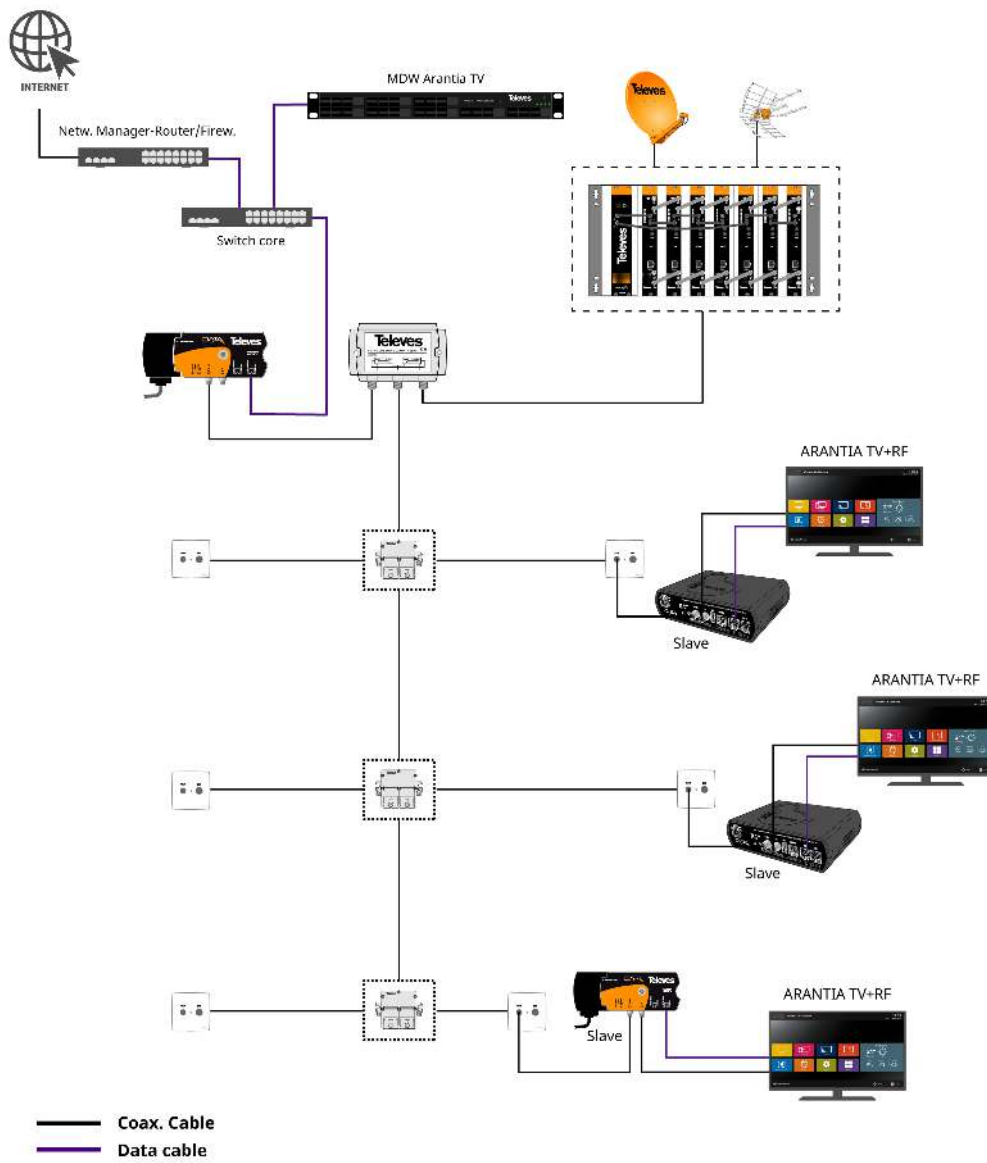 INTERNET
MDW Arantia TV
Televes
Televes
Netw. Manager-Router/Firew.
Switch core
Televes
Televes
Televes
ARANTIA TV+RF
Slave
ARANTIA TV+RF
Slave
Televes
Slave
ARANTIA TV+RF
Coax. Cable
Data cable